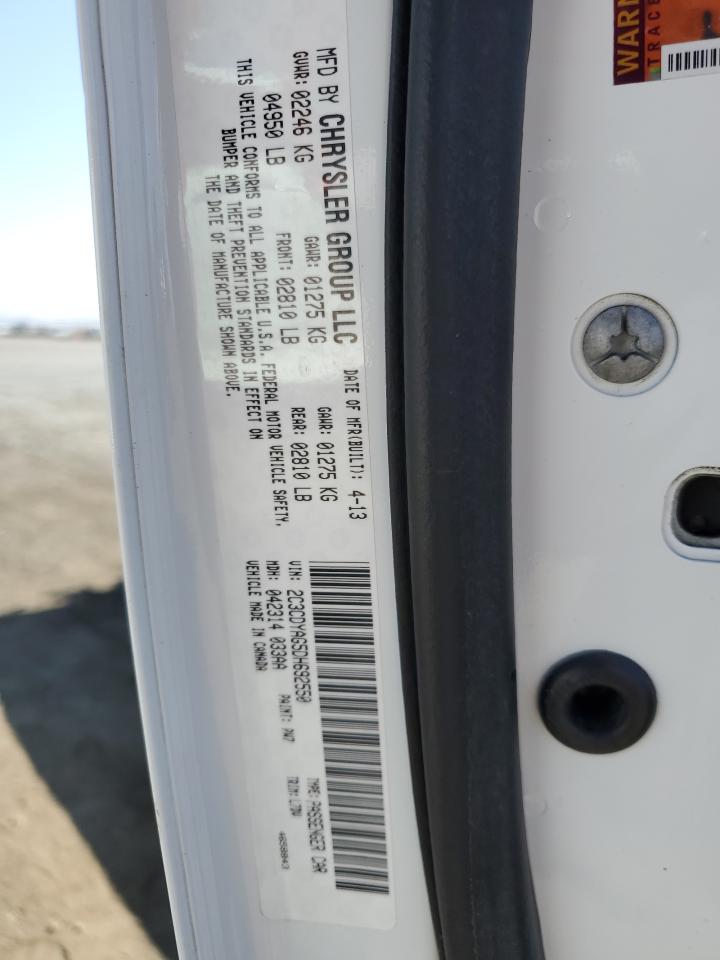 MFD BY CHRYSLER GROUP LLC DATE OF MFR(BUILT): 4-13
GVWR: 02246 KG GAWR: 01275 KG GAWR: 01275 KG
04950 LB FRONT: 02810 LB REAR: 02810 LB
THIS VEHICLE CONFORMS TO ALL APPLICABLE U.S.A. FEDERAL MOTOR VEHICLE SAFETY,
BUMPER AND THEFT PREVENTION STANDARDS IN EFFECT ON
THE DATE OF MANUFACTURE SHOWN ABOVE.
VIN: 2C3CDYAG5DH692550 TYPE: PASSENGER CAR
MDH: 042314 033AA PAINT: PW7 TRIM:
VEHICLE MADE IN CANADA
WARN
TRACE